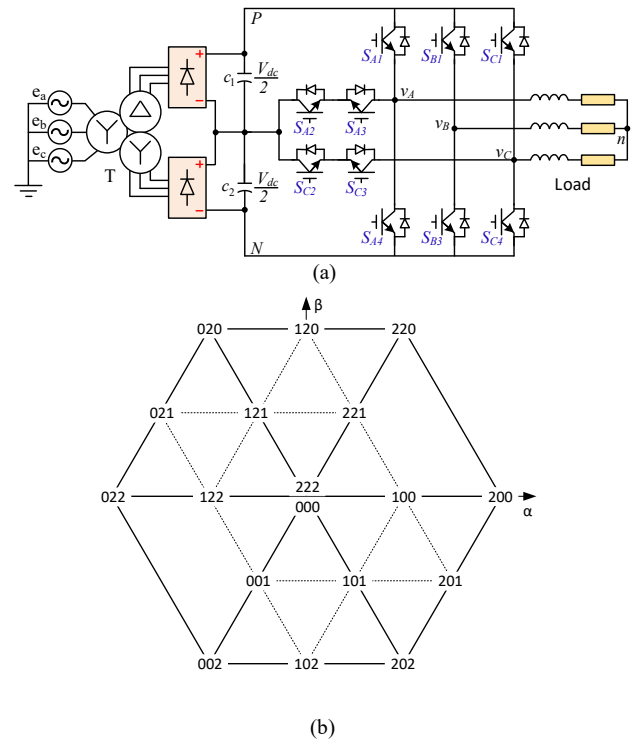 P
e_a
e_b
e_c
T
+
−
+
−
c_1 V_dc/2
c_2 V_dc/2
S_A1 S_B1 S_C1
S_A2 S_A3
S_C2 S_C3
v_A
v_B
v_C
n
Load
S_A4 S_B3 S_C4
N
(a)
β
020 120 220
021 121 221
022 122 222 100 200
000
α
001 101 201
002 102 202
(b)